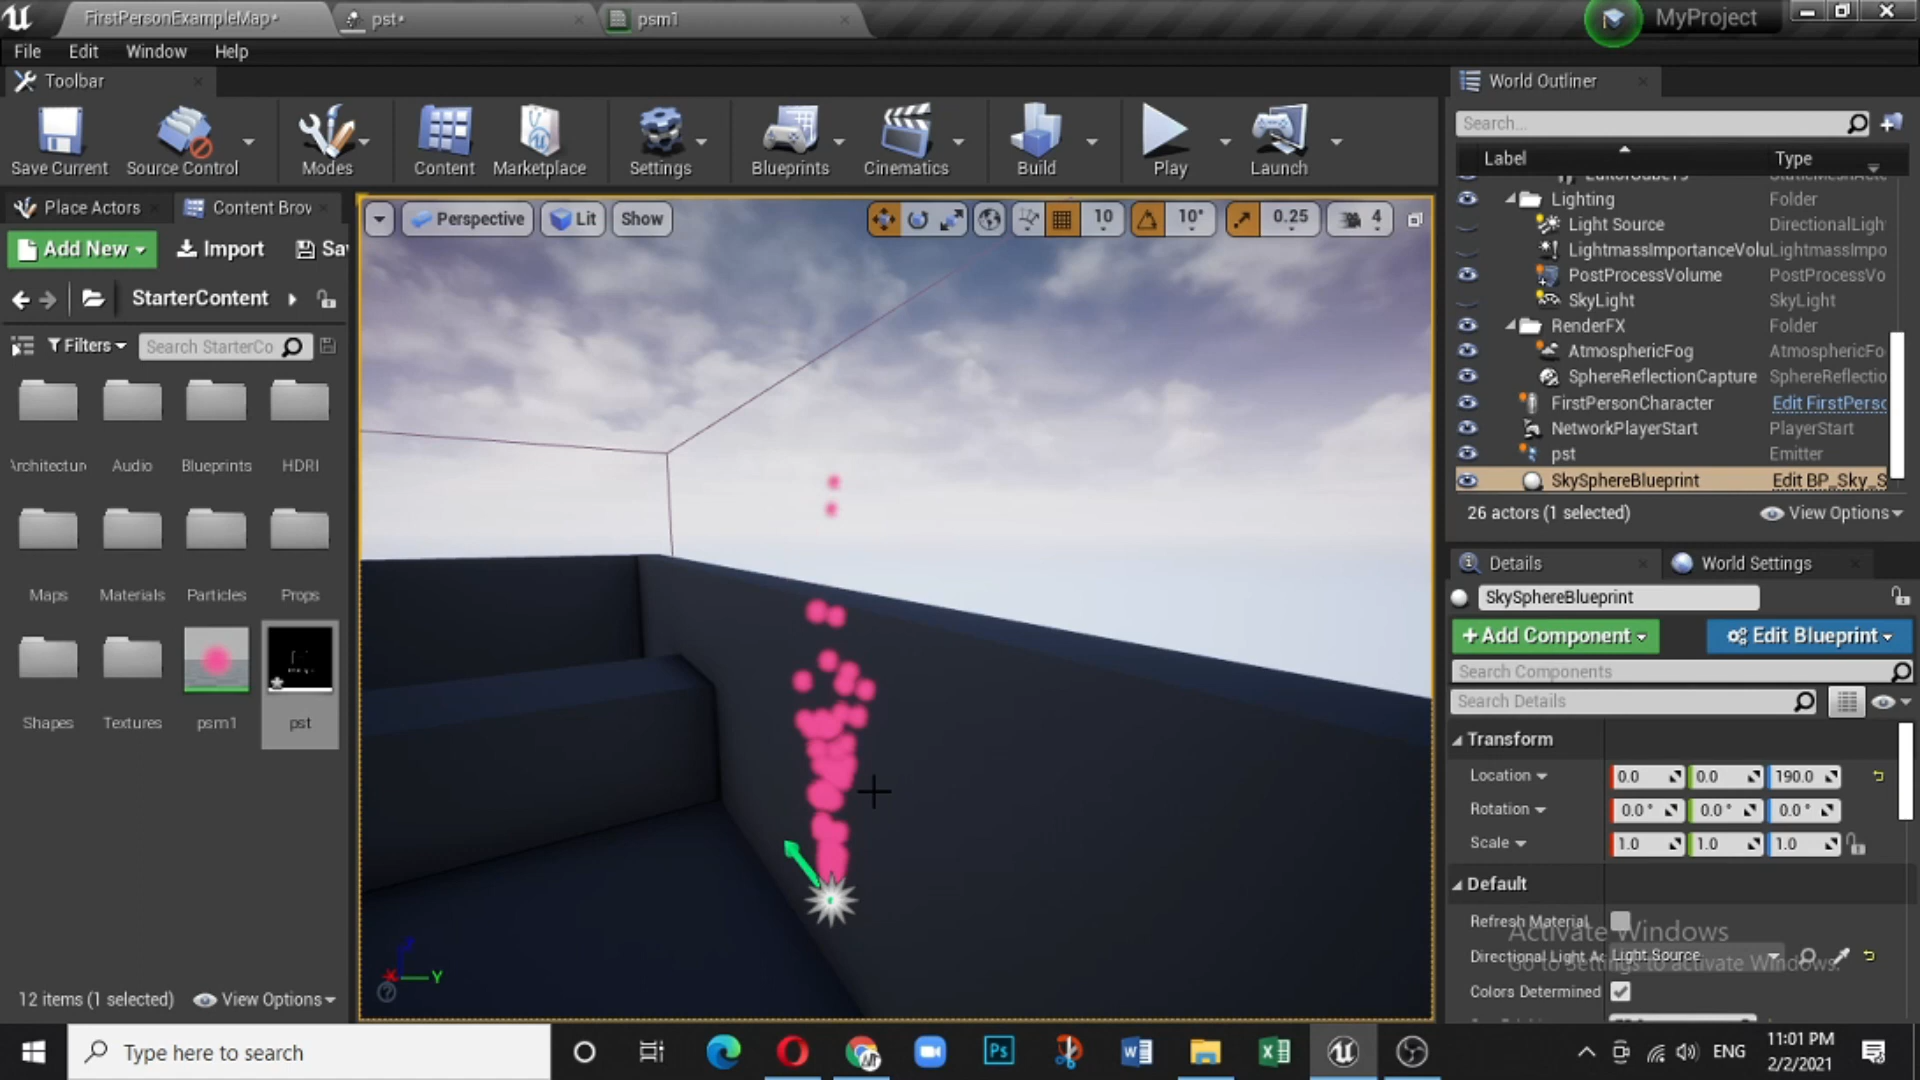 FirstPersonExampleMap*
pst*
psm1
MyProject
File Edit Window Help
Toolbar
Save Current
Source Control
Modes
Content
Marketplace
Settings
Blueprints
Cinematics
Build
Play
Launch
Place Actors
Content Brov
Add New
Import
Sa
StarterContent
Filters
Search StarterCo
Architectur
Audio
Blueprints
HDRI
Maps
Materials
Particles
Props
Shapes
Textures
psm1
pst
12 items (1 selected)
View Options
Perspective
Lit
Show
10
10°
0.25
4
Z
X
Y
World Outliner
Search...
Label
Type
Lighting Folder
Light Source DirectionalLigh
LightmassImportanceVolu LightmassImpo
PostProcessVolume PostProcessVo
SkyLight SkyLight
RenderFX Folder
AtmosphericFog AtmosphericFo
SphereReflectionCapture SphereReflectio
FirstPersonCharacter Edit FirstPerso
NetworkPlayerStart PlayerStart
pst Emitter
SkySphereBlueprint Edit BP_Sky_S
26 actors (1 selected)
View Options
Details
World Settings
SkySphereBlueprint
+Add Component
Edit Blueprint
Search Components
Search Details
Transform
Location 0.0 0.0 190.0
Rotation 0.0° 0.0° 0.0°
Scale 1.0 1.0 1.0
Default
Refresh Material
Activate Windows
Directional Light Ac Light Source
Go to Settings to activate Windows.
Colors Determined
Type here to search
ENG
11:01 PM
2/2/2021